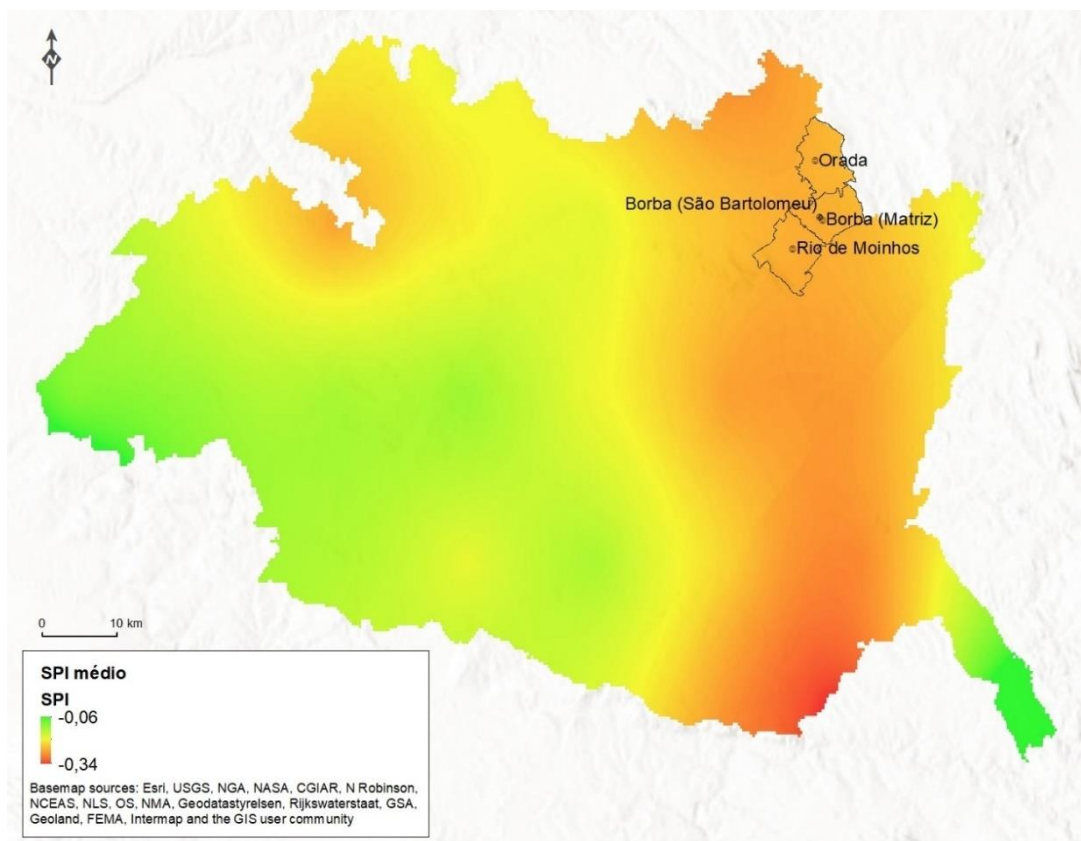 N
Orada
Borba (São Bartolomeu)
Borba (Matriz)
Rio de Moinhos
0 10 km
SPI médio
SPI
-0,06
-0,34
Basemap sources: Esri, USGS, NGA, NASA, CGIAR, N Robinson,
NCEAS, NLS, OS, NMA, Geodatastyrelsen, Rijkswaterstaat, GSA,
Geoland, FEMA, Intermap and the GIS user community